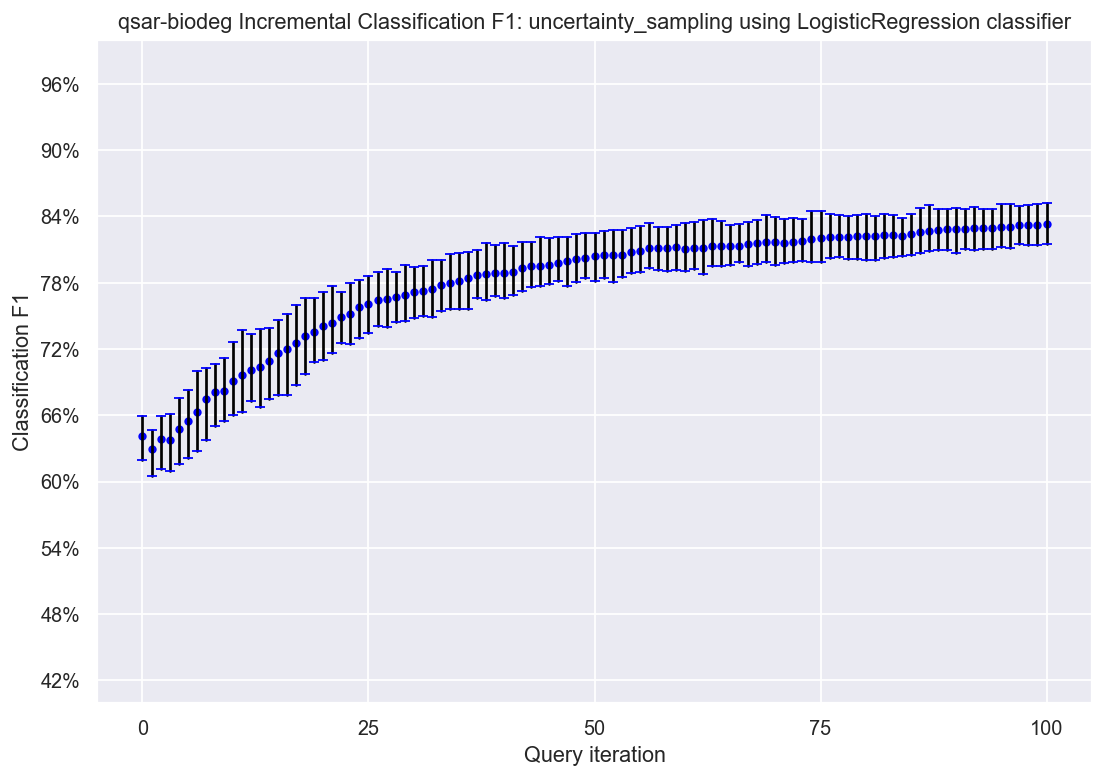 qsar-biodeg Incremental Classification F1: uncertainty_sampling using LogisticRegression classifier
96%
90%
84%
78%
72%
66%
60%
54%
48%
42%
Classification F1
0 25 50 75 100
Query iteration